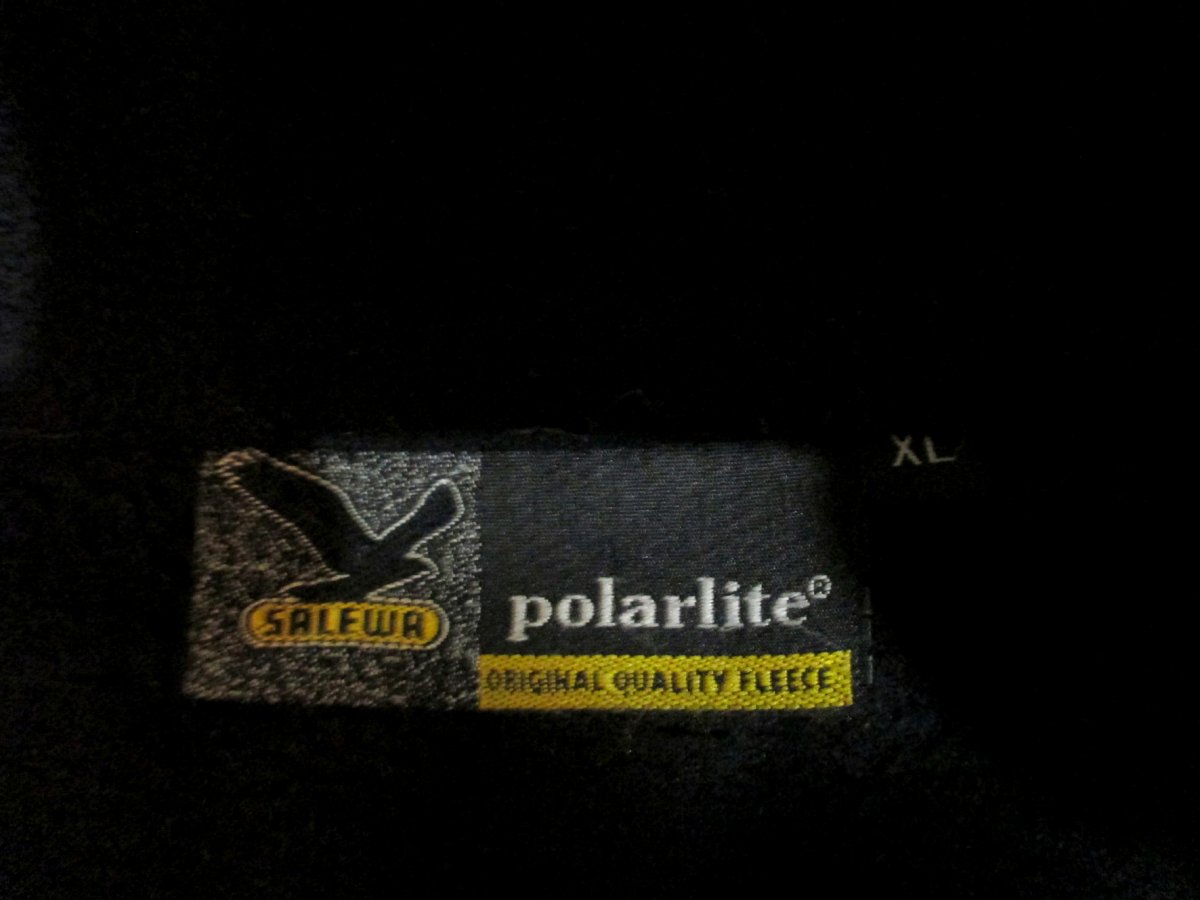 XL
SALEWA
polarlite®
ORIGINAL QUALITY FLEECE